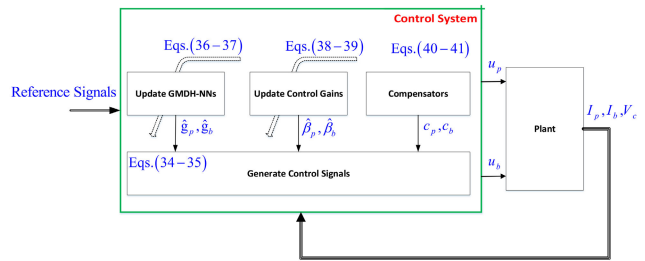 Control System
Eqs.(36−37)
Eqs.(38−39)
Eqs.(40−41)
Reference Signals
Update GMDH-NNs
Update Control Gains
Compensators
u_p
I_p, I_b, V_c
ĝ_p, ĝ_b
β̂_p, β̂_b
c_p, c_b
Plant
Eqs.(34−35)
Generate Control Signals
u_b